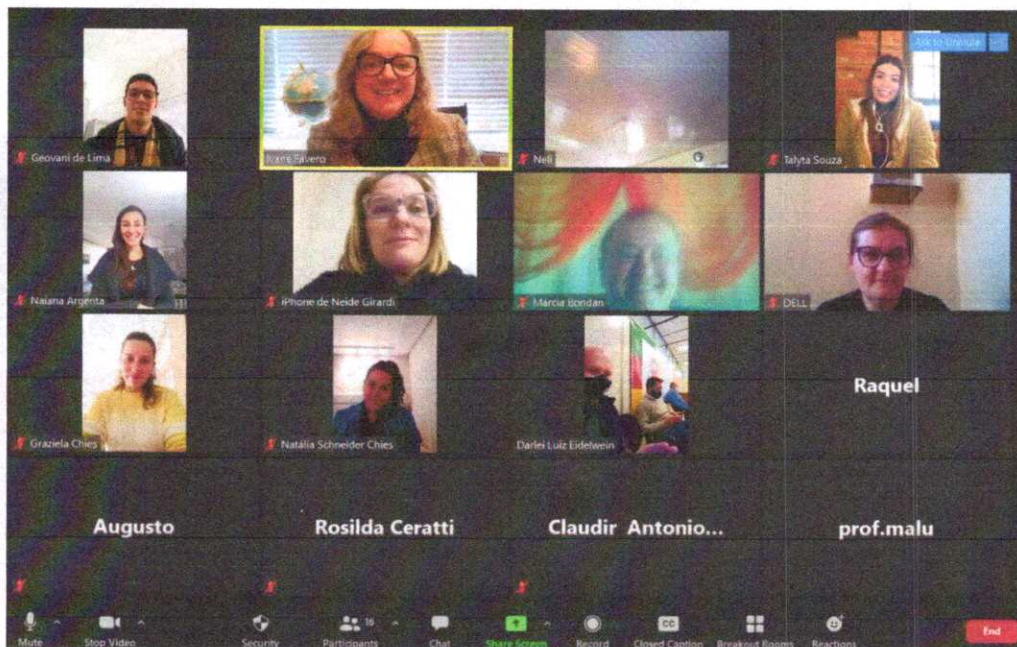 Ask to Unmute
Geovani de Lima
Ivane Favero
Neli
Talyta Souza
Naiana Argenta
iPhone de Neide Girardi
Márcia Bondan
DELL
Graziela Chies
Natália Schneider Chies
Darlei Luiz Eidelwein
Raquel
Augusto
Rosilda Ceratti
Claudir Antonio...
prof.malu
Mute
Stop Video
Security
Participants
16
Chat
Share Screen
Record
CC
Closed Caption
Breakout Rooms
Reactions
End